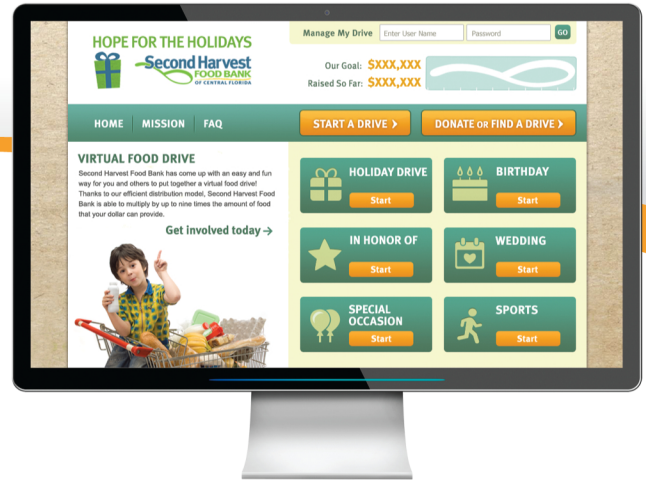 HOPE FOR THE HOLIDAYS
Second Harvest
FOOD BANK
OF CENTRAL FLORIDA
Manage My Drive
Enter User Name
Password
GO
Our Goal: $XXX,XXX
Raised So Far: $XXX,XXX
HOME
MISSION
FAQ
START A DRIVE >
DONATE OR FIND A DRIVE >
VIRTUAL FOOD DRIVE
Second Harvest Food Bank has come up with an easy and fun
way for you and others to put together a virtual food drive!
Thanks to our efficient distribution model, Second Harvest Food
Bank is able to multiply by up to nine times the amount of food
that your dollar can provide.
Get involved today →
HOLIDAY DRIVE
Start
BIRTHDAY
Start
IN HONOR OF
Start
WEDDING
Start
SPECIAL
OCCASION
Start
SPORTS
Start